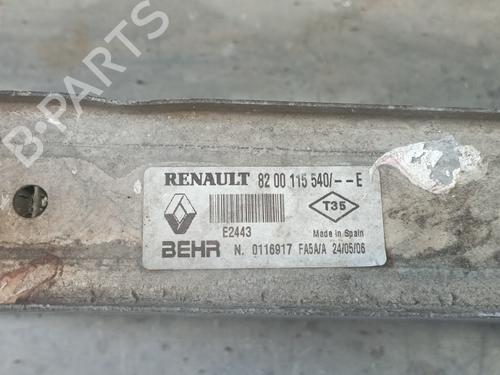 B-PARTS
RENAULT 82 00 115 540/--E
T35
E2443
Made in Spain
BEHR N. 0116917 FA5A/A 24/05/06